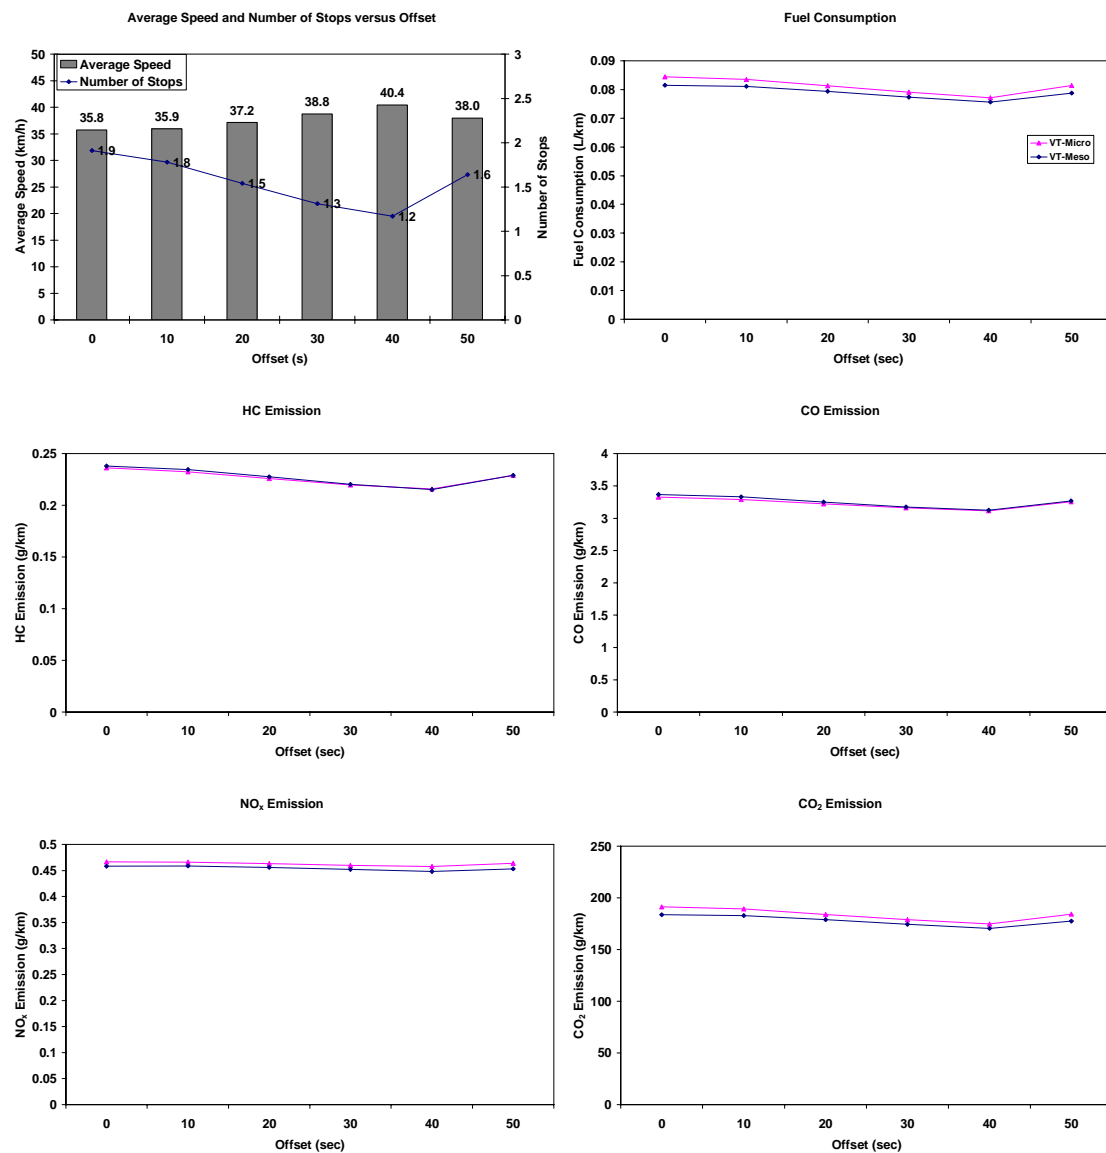 Average Speed and Number of Stops versus Offset
50
45
40
35
30
25
20
15
10
5
0
3
2.5
2
1.5
1
0.5
0
Average Speed (km/h)
Number of Stops
Average Speed
Number of Stops
35.8
35.9
37.2
38.8
40.4
38.0
1.9
1.8
1.5
1.3
1.2
1.6
0 10 20 30 40 50
Offset (s)
Fuel Consumption
0.09
0.08
0.07
0.06
0.05
0.04
0.03
0.02
0.01
0
Fuel Consumption (L/km)
VT-Micro
VT-Meso
0 10 20 30 40 50
Offset (sec)
HC Emission
0.25
0.2
0.15
0.1
0.05
0
HC Emission (g/km)
0 10 20 30 40 50
Offset (sec)
CO Emission
4
3.5
3
2.5
2
1.5
1
0.5
0
CO Emission (g/km)
0 10 20 30 40 50
Offset (sec)
NOₓ Emission
0.5
0.45
0.4
0.35
0.3
0.25
0.2
0.15
0.1
0.05
0
NOₓ Emission (g/km)
0 10 20 30 40 50
Offset (sec)
CO₂ Emission
250
200
150
100
50
0
CO₂ Emission (g/km)
0 10 20 30 40 50
Offset (sec)